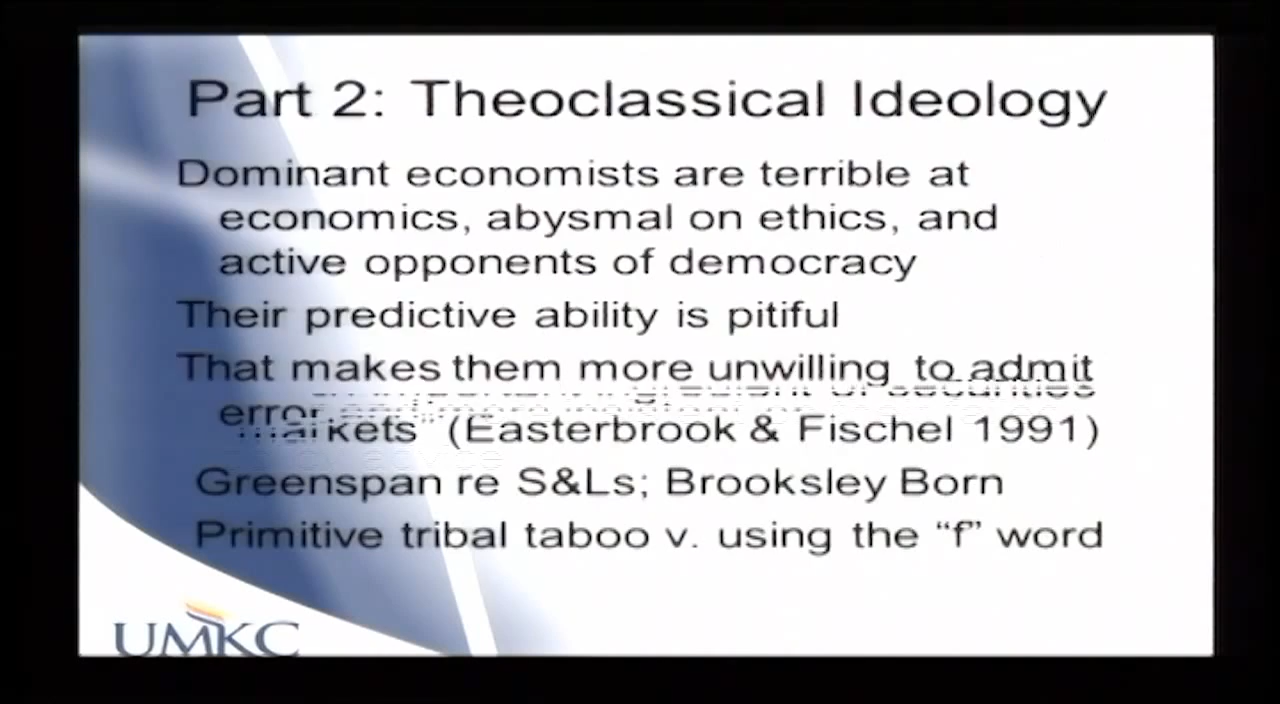 Part 2: Theoclassical Ideology
Dominant economists are terrible at
economics, abysmal on ethics, and
active opponents of democracy
Their predictive ability is pitiful
That makes them more unwilling to admit
error
markets” (Easterbrook & Fischel 1991)
Greenspan re S&Ls; Brooksley Born
Primitive tribal taboo v. using the “f” word
UMKC